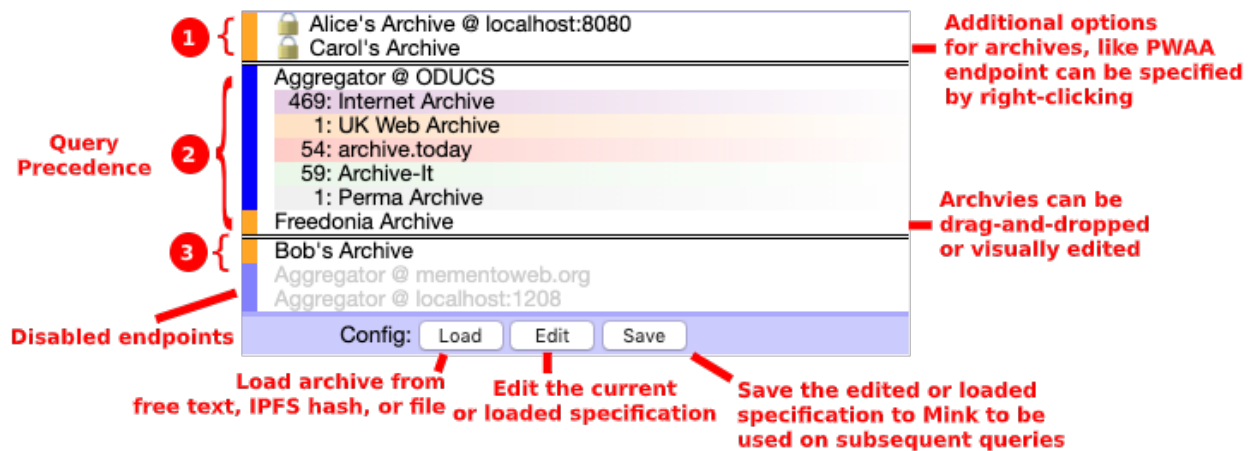 1
Alice's Archive @ localhost:8080
Carol's Archive
Additional options
for archives, like PWAA
endpoint can be specified
by right-clicking
Query
Precedence
2
Aggregator @ ODUCS
469: Internet Archive
1: UK Web Archive
54: archive.today
59: Archive-It
1: Perma Archive
Freedonia Archive
Archvies can be
drag-and-dropped
or visually edited
3
Bob's Archive
Aggregator @ mementoweb.org
Aggregator @ localhost:1208
Disabled endpoints
Config: Load Edit Save
Load archive from
free text, IPFS hash, or file
Edit the current
or loaded specification
Save the edited or loaded
specification to Mink to be
used on subsequent queries